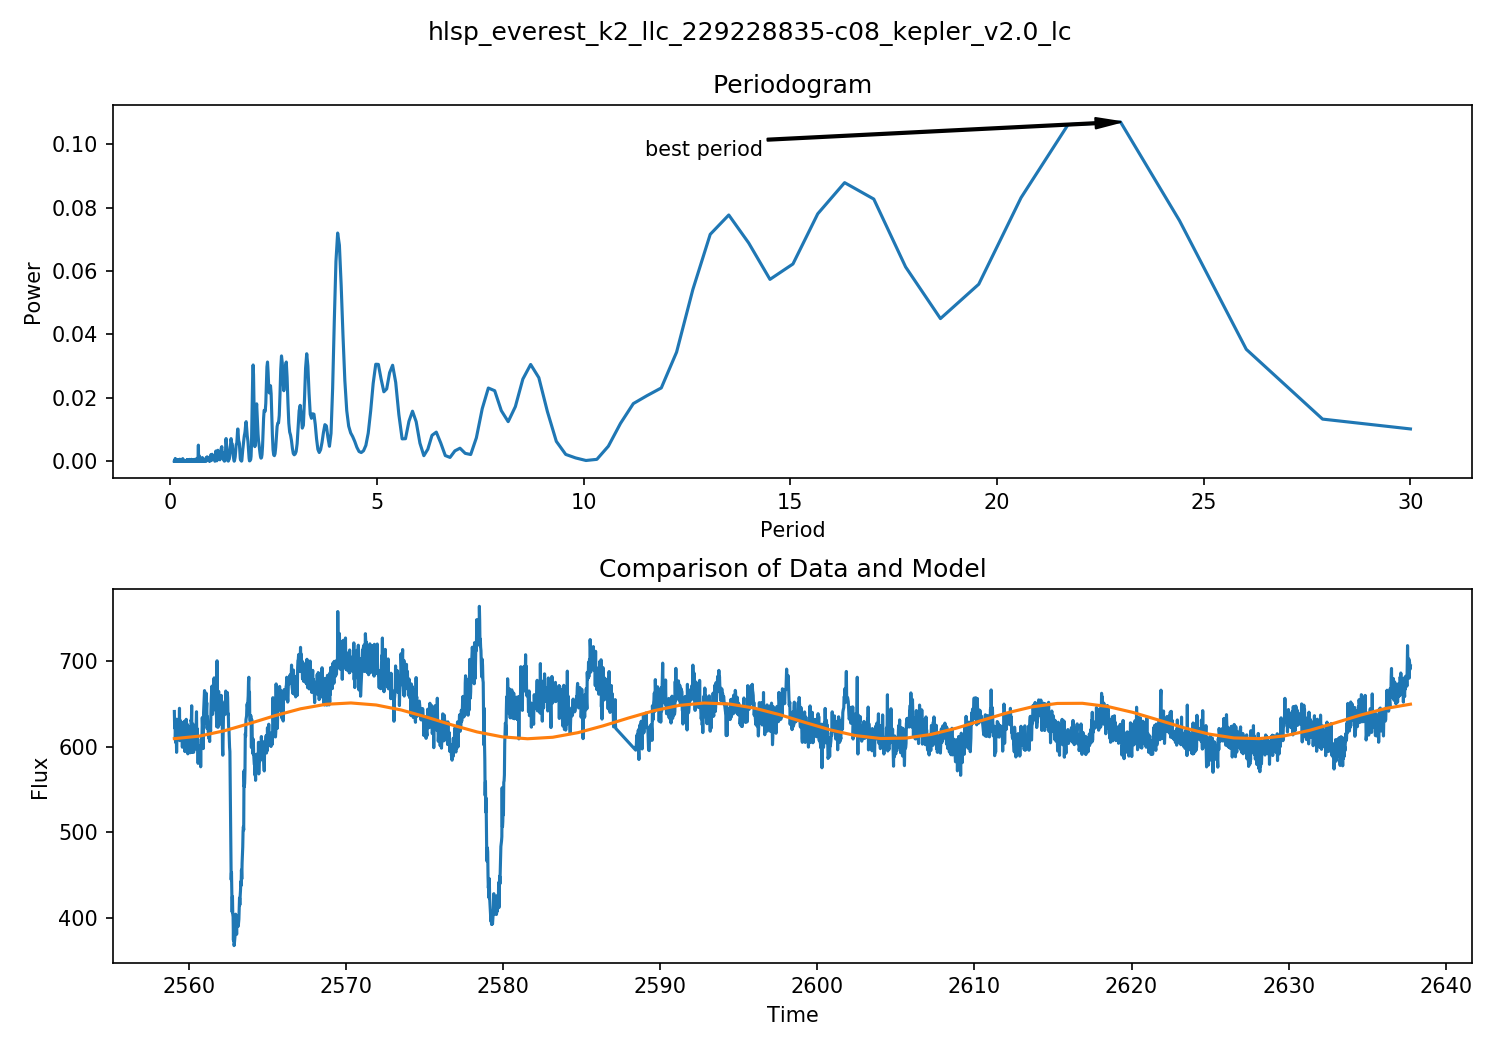 hlsp_everest_k2_llc_229228835-c08_kepler_v2.0_lc
Periodogram
best period
0.10
0.08
0.06
0.04
0.02
0.00
Power
0 5 10 15 20 25 30
Period
Comparison of Data and Model
700
600
500
400
Flux
2560 2570 2580 2590 2600 2610 2620 2630 2640
Time